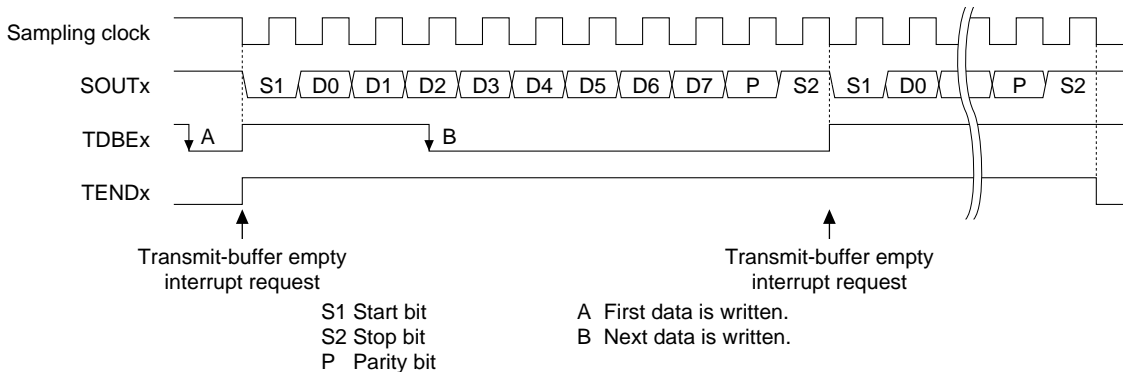 Sampling clock
SOUTx S1 D0 D1 D2 D3 D4 D5 D6 D7 P S2 S1 D0 P S2
TDBEx A B
TENDx
Transmit-buffer empty
interrupt request
Transmit-buffer empty
interrupt request
S1 Start bit
S2 Stop bit
P Parity bit
A First data is written.
B Next data is written.